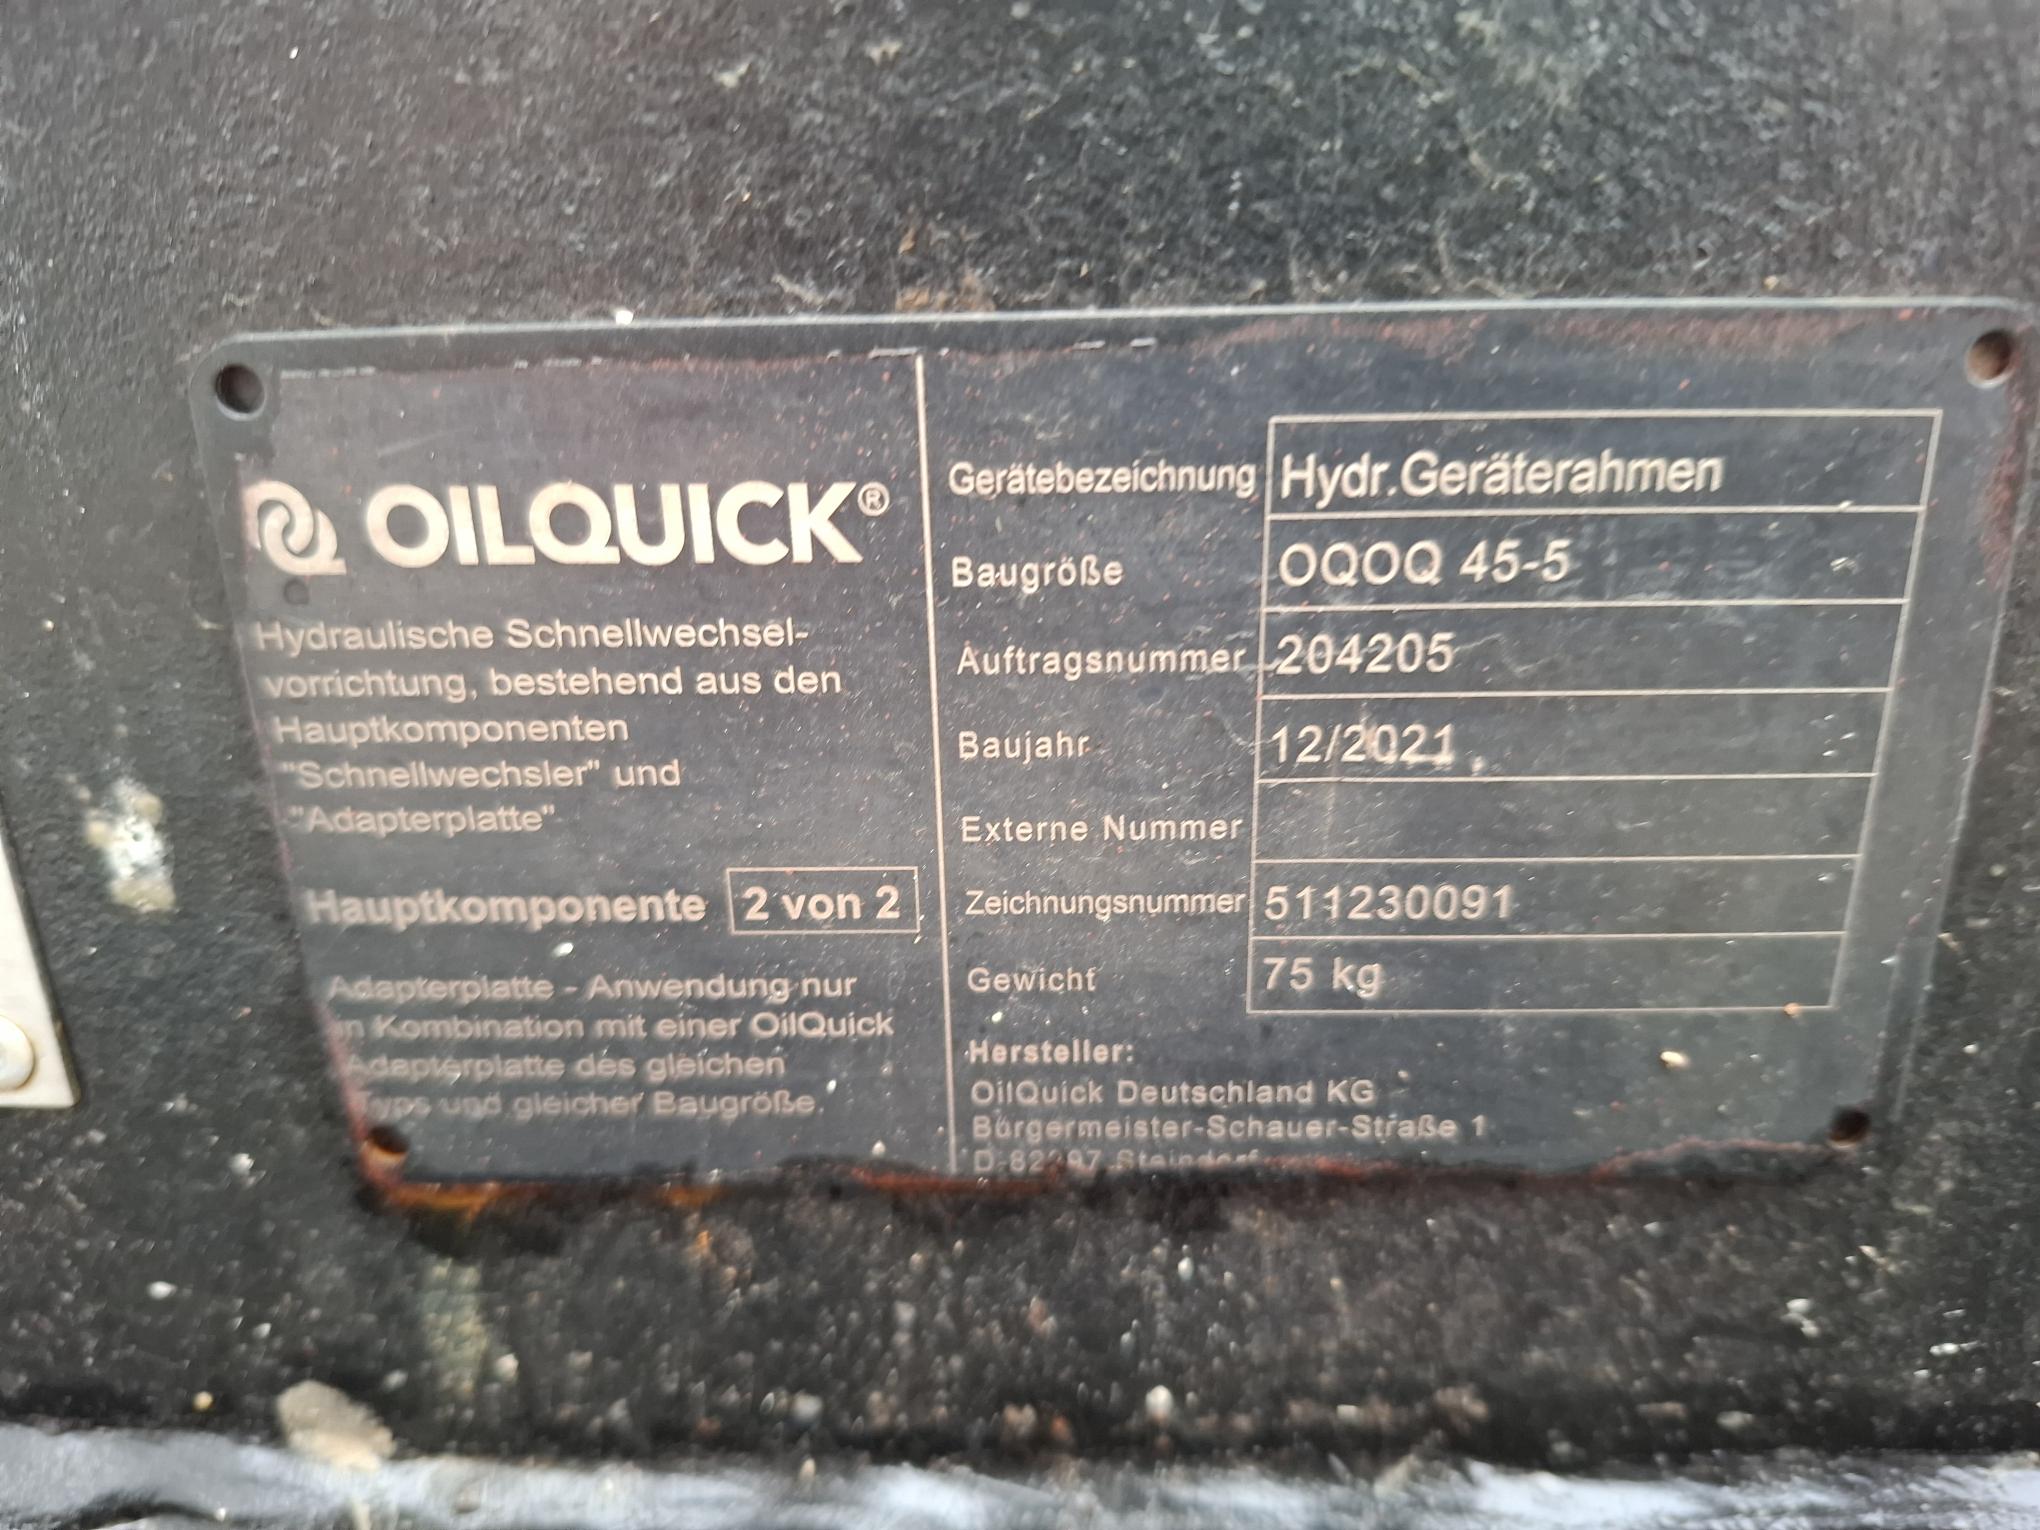 OILQUICK®
Hydraulische Schnellwechsel-
vorrichtung, bestehend aus den
Hauptkomponenten
"Schnellwechsler" und
"Adapterplatte"
Hauptkomponente 2 von 2
Adapterplatte - Anwendung nur
in Kombination mit einer OilQuick
Adapterplatte des gleichen
Typs und gleicher Baugröße.
Gerätebezeichnung Hydr.Geräterahmen
Baugröße OQOQ 45-5
Auftragsnummer 204205
Baujahr 12/2021
Externe Nummer
Zeichnungsnummer 511230091
Gewicht 75 kg
Hersteller:
OilQuick Deutschland KG
Bürgermeister-Schauer-Straße 1
Steindorf